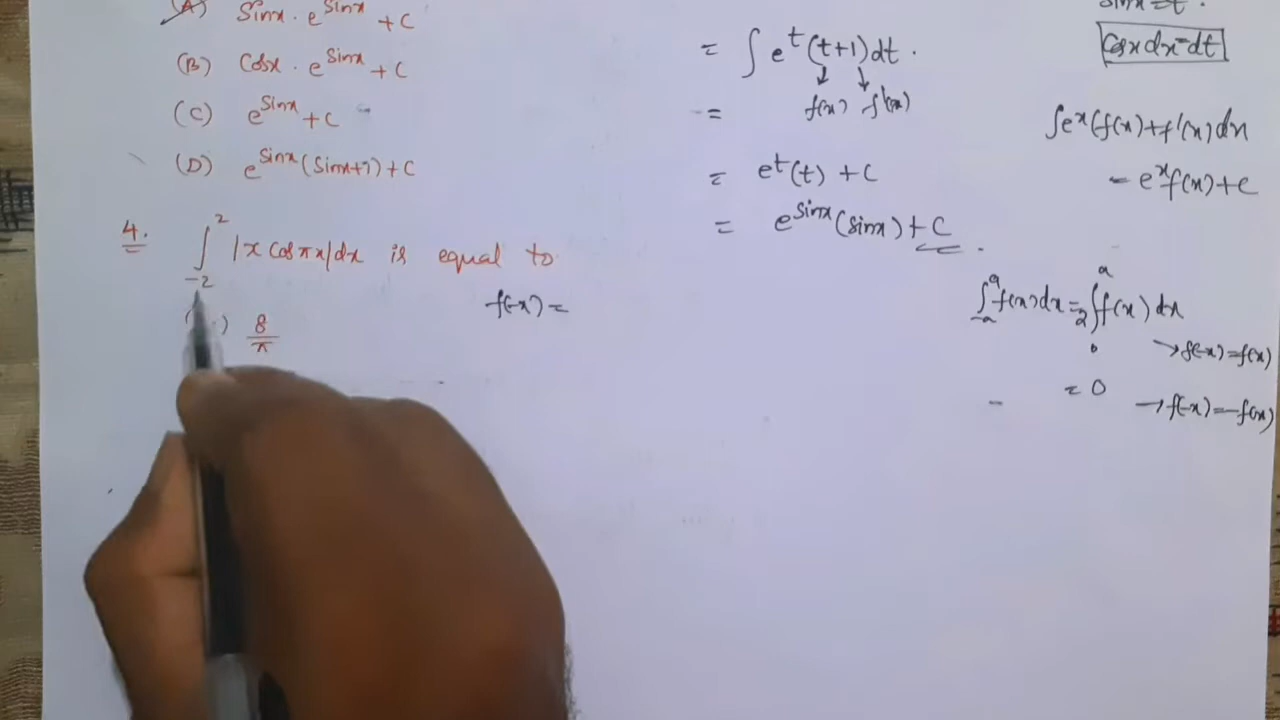 (A) Sinx · e^{Sinx} + C
(B) Cosx · e^{Sinx} + C
(C) e^{Sinx} + C
(D) e^{Sinx} (Sinx+1) + C
4. ∫_{-2}^{2} |x Cos πx| dx is equal to
8/π
f(-x) =
Sinx = t .
Cosx dx = dt
= ∫ e^t (t+1) dt .
f(x) f'(x)
=
= e^t (t) + C
= e^{Sinx} (Sinx) + C .
∫e^x (f(x) + f'(x) dx
= e^x f(x) + c
∫_{-a}^{a} f(x) dx = 2 ∫_{0}^{a} f(x) dx
→ f(-x) = f(x)
= 0
→ f(-x) = -f(x)